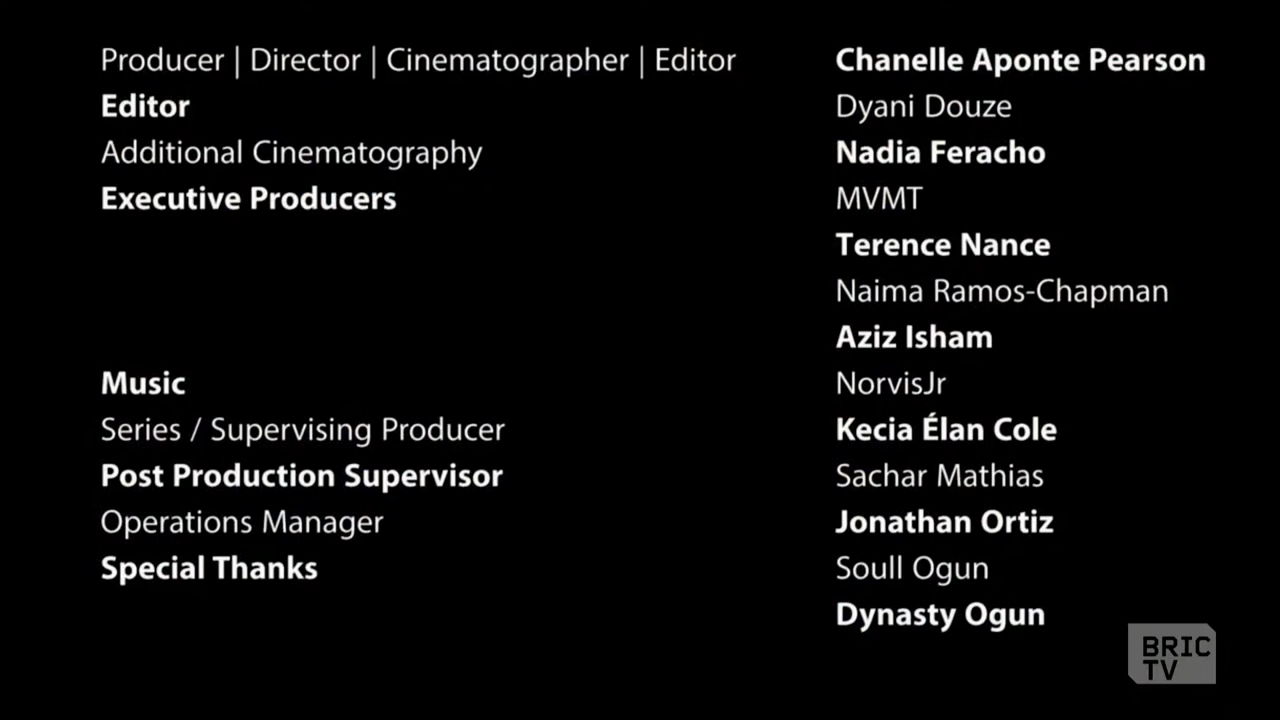 Producer | Director | Cinematographer | Editor Chanelle Aponte Pearson
Editor Dyani Douze
Additional Cinematography Nadia Feracho
Executive Producers MVMT
Terence Nance
Naima Ramos-Chapman
Aziz Isham
Music NorvisJr
Series / Supervising Producer Kecia Élan Cole
Post Production Supervisor Sachar Mathias
Operations Manager Jonathan Ortiz
Special Thanks Soull Ogun
Dynasty Ogun
BRIC
TV